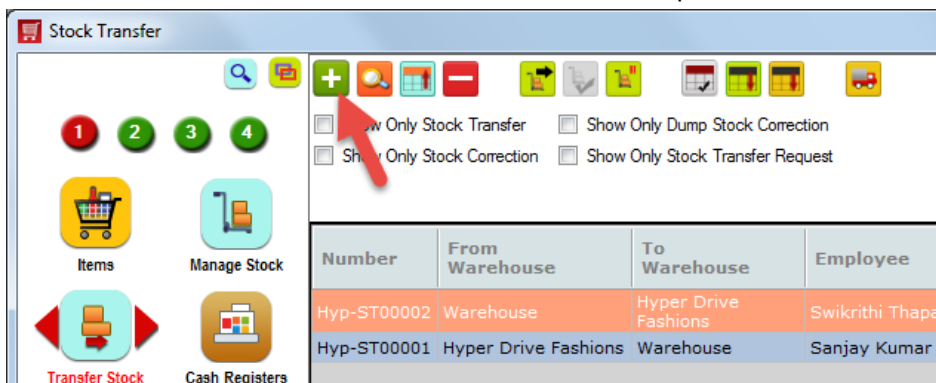 Stock Transfer
1 2 3 4
Show Only Stock Transfer Show Only Dump Stock Correction
Show Only Stock Correction Show Only Stock Transfer Request
Items Manage Stock
Transfer Stock Cash Registers
Number From Warehouse To Warehouse Employee
Hyp-ST00002 Warehouse Hyper Drive Fashions Swikrithi Thapa
Hyp-ST00001 Hyper Drive Fashions Warehouse Sanjay Kumar